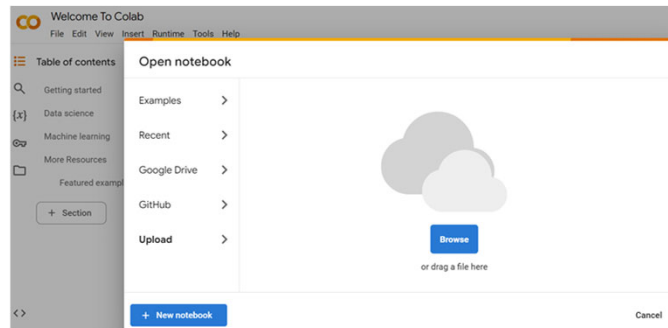 Welcome To Colab
File Edit View Insert Runtime Tools Help
Table of contents
Getting started
Data science
Machine learning
More Resources
Featured exampl
+ Section
{x}
<>
Open notebook
Examples
Recent
Google Drive
GitHub
Upload
Browse
or drag a file here
+ New notebook
Cancel